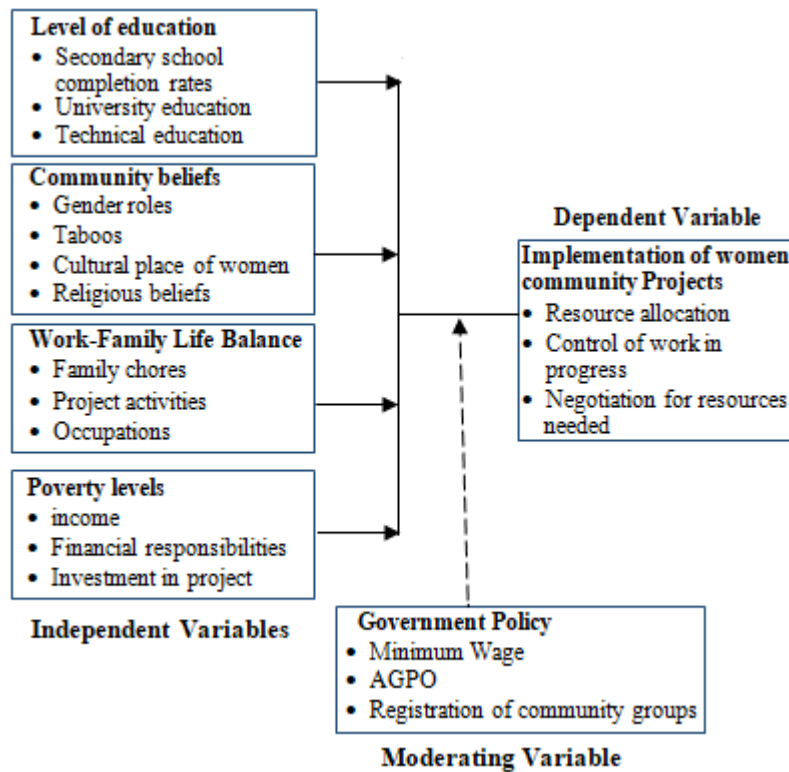 Level of education
• Secondary school
completion rates
• University education
• Technical education
Community beliefs
• Gender roles
• Taboos
• Cultural place of women
• Religious beliefs
Work-Family Life Balance
• Family chores
• Project activities
• Occupations
Poverty levels
• income
• Financial responsibilities
• Investment in project
Independent Variables
Dependent Variable
Implementation of women
community Projects
• Resource allocation
• Control of work in
progress
• Negotiation for resources
needed
Government Policy
• Minimum Wage
• AGPO
• Registration of community groups
Moderating Variable